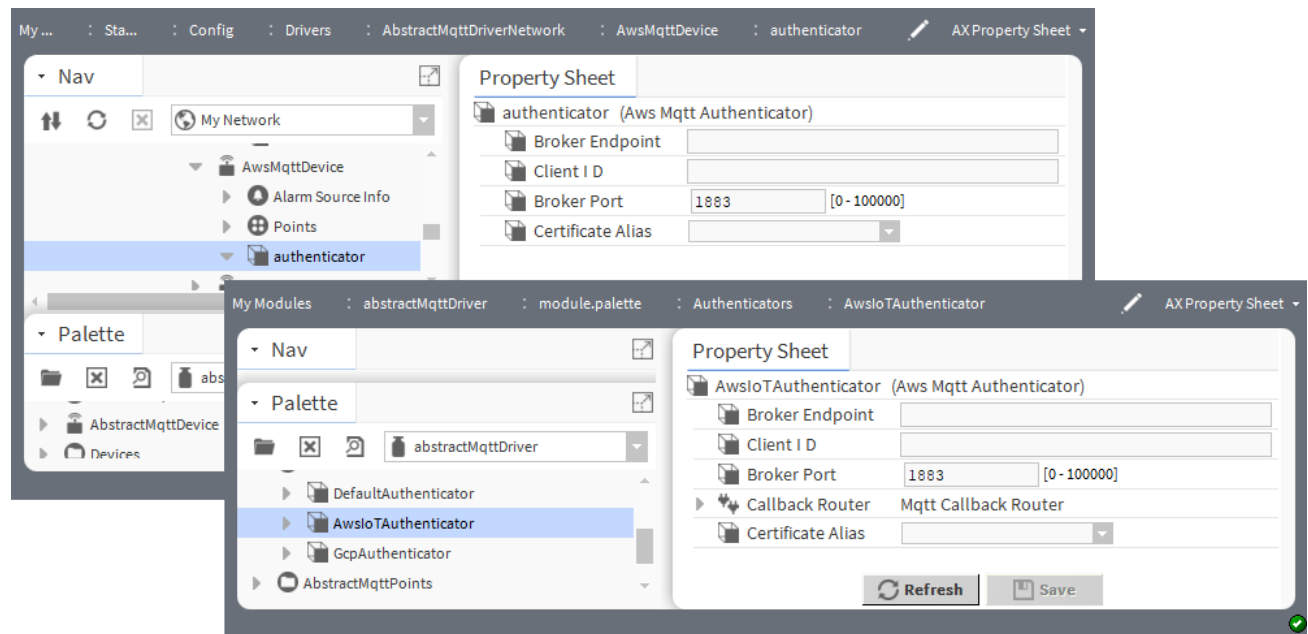 My ... : Sta... : Config : Drivers : AbstractMqttDriverNetwork : AwsMqttDevice : authenticator AX Property Sheet
Nav
My Network
AwsMqttDevice
Alarm Source Info
Points
authenticator
Palette
abs
AbstractMqttDevice
Devices
Property Sheet
authenticator (Aws Mqtt Authenticator)
Broker Endpoint
Client I D
Broker Port 1883 [0 - 100000]
Certificate Alias
My Modules : abstractMqttDriver : module.palette : Authenticators : AwsIoTAuthenticator AX Property Sheet
Nav
Palette
abstractMqttDriver
DefaultAuthenticator
AwsIoTAuthenticator
GcpAuthenticator
AbstractMqttPoints
Property Sheet
AwsIoTAuthenticator (Aws Mqtt Authenticator)
Broker Endpoint
Client I D
Broker Port 1883 [0 - 100000]
Callback Router Mqtt Callback Router
Certificate Alias
Refresh Save